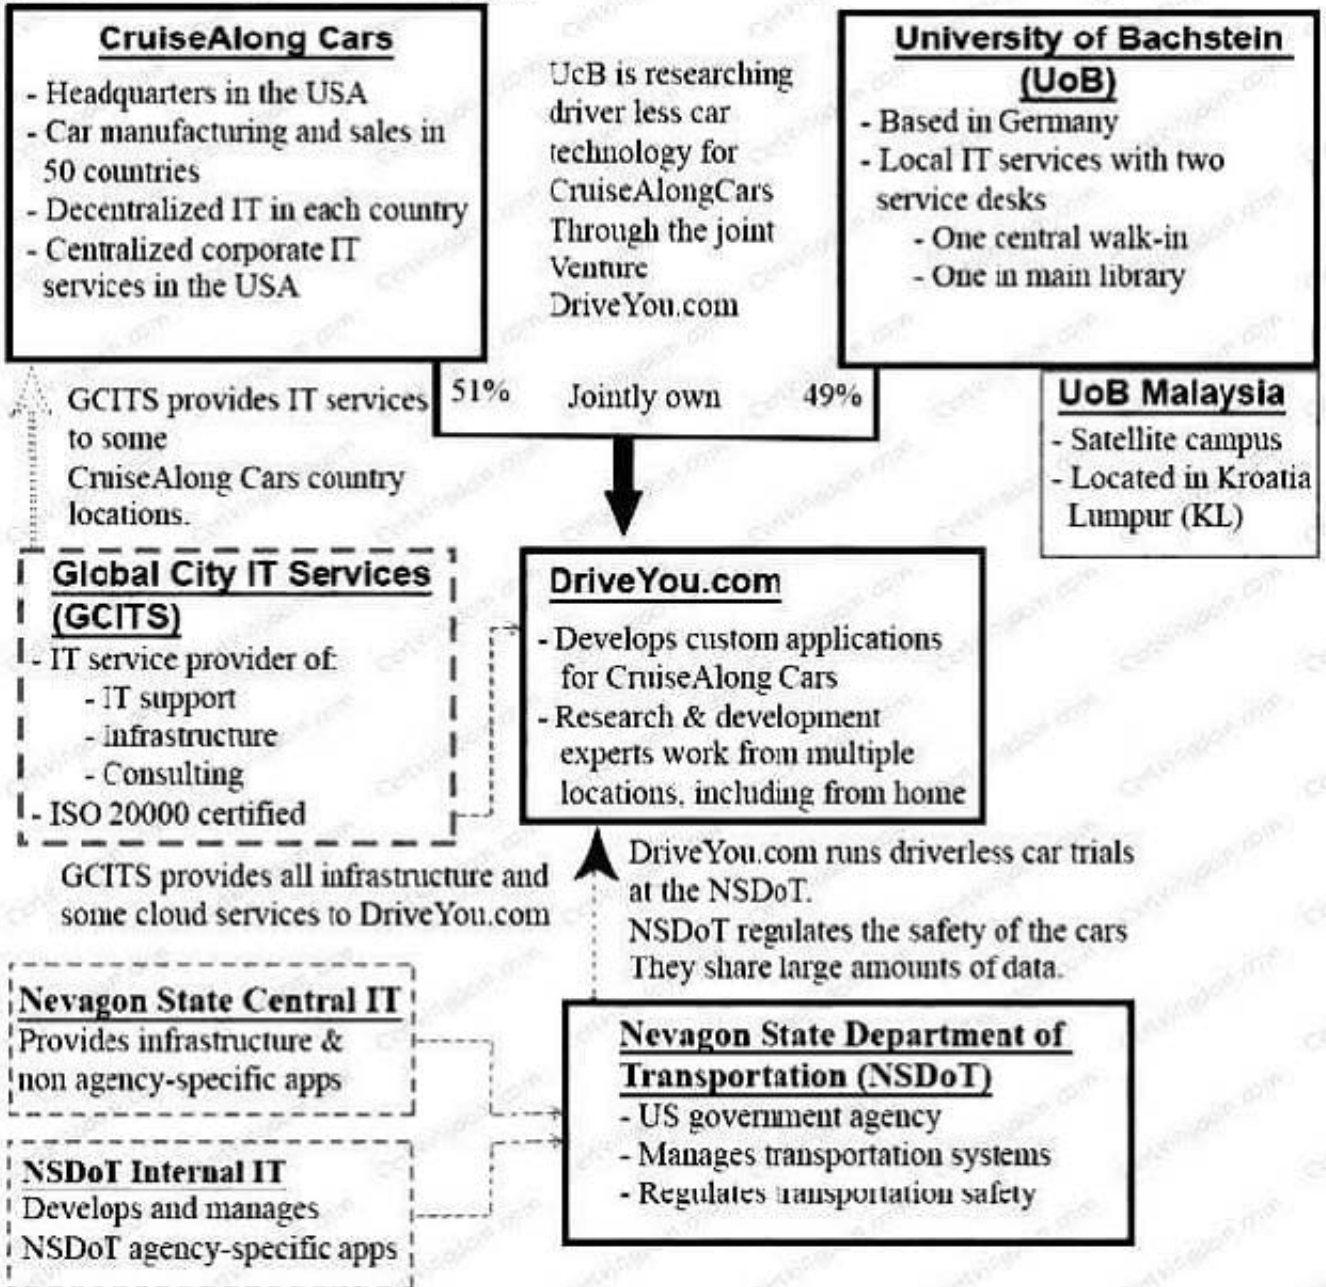 CruiseAlong Cars
- Headquarters in the USA
- Car manufacturing and sales in
50 countries
- Decentralized IT in each country
- Centralized corporate IT
services in the USA
UcB is researching
driver less car
technology for
CruiseAlongCars
Through the joint
Venture
DriveYou.com
University of Bachstein
(UoB)
- Based in Germany
- Local IT services with two
service desks
- One central walk-in
- One in main library
51% Jointly own 49%
UoB Malaysia
- Satellite campus
- Located in Kroatia
Lumpur (KL)
GCITS provides IT services
to some
CruiseAlong Cars country
locations.
Global City IT Services
(GCITS)
- IT service provider of:
- IT support
- Infrastructure
- Consulting
- ISO 20000 certified
DriveYou.com
- Develops custom applications
for CruiseAlong Cars
- Research & development
experts work from multiple
locations, including from home
GCITS provides all infrastructure and
some cloud services to DriveYou.com
DriveYou.com runs driverless car trials
at the NSDoT.
NSDoT regulates the safety of the cars
They share large amounts of data.
Nevagon State Central IT
Provides infrastructure &
non agency-specific apps
NSDoT Internal IT
Develops and manages
NSDoT agency-specific apps
Nevagon State Department of
Transportation (NSDoT)
- US government agency
- Manages transportation systems
- Regulates transportation safety